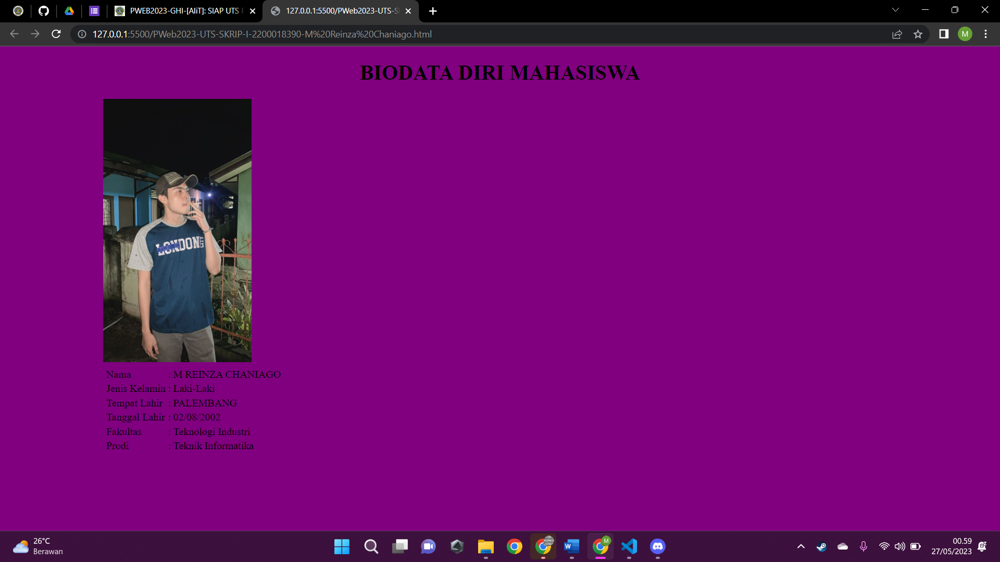 PWEB2023-GHI-[AliT]: SIAP UTS
127.0.0.1:5500/PWeb2023-UTS-S
127.0.0.1:5500/PWeb2023-UTS-SKRIP-I-2200018390-M%20Reinza%20Chaniago.html
M
BIODATA DIRI MAHASISWA
LONDON
CITY
Nama : M REINZA CHANIAGO
Jenis Kelamin : Laki-Laki
Tempat Lahir : PALEMBANG
Tanggal Lahir : 02/08/2002
Fakultas : Teknologi Industri
Prodi : Teknik Informatika
26°C
Berawan
W
M
00.59
27/05/2023